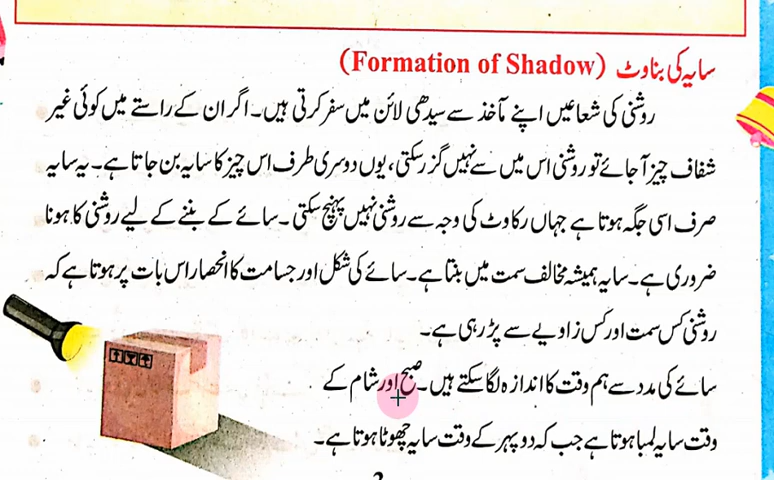 سایہ کی بناوٹ (Formation of Shadow)
روشنی کی شعاعیں اپنے مآخذ سے سیدھی لائن میں سفر کرتی ہیں۔ اگر ان کے راستے میں کوئی غیر
شفاف چیز آ جائے تو روشنی اس میں سے نہیں گزر سکتی، یوں دوسری طرف اس چیز کا سایہ بن جاتا ہے۔ یہ سایہ
صرف اسی جگہ ہوتا ہے جہاں رکاوٹ کی وجہ سے روشنی نہیں پہنچ سکتی۔ سائے کے بننے کے لیے روشنی کا ہونا
ضروری ہے۔ سایہ ہمیشہ مخالف سمت میں بنتا ہے۔ سائے کی شکل اور جسامت کا انحصار اس بات پر ہوتا ہے کہ
روشنی کس سمت اور کس زاویے سے پڑ رہی ہے۔
سائے کی مدد سے ہم وقت کا اندازہ لگا سکتے ہیں۔ صبح اور شام کے
وقت سایہ لمبا ہوتا ہے جب کہ دوپہر کے وقت سایہ چھوٹا ہوتا ہے۔